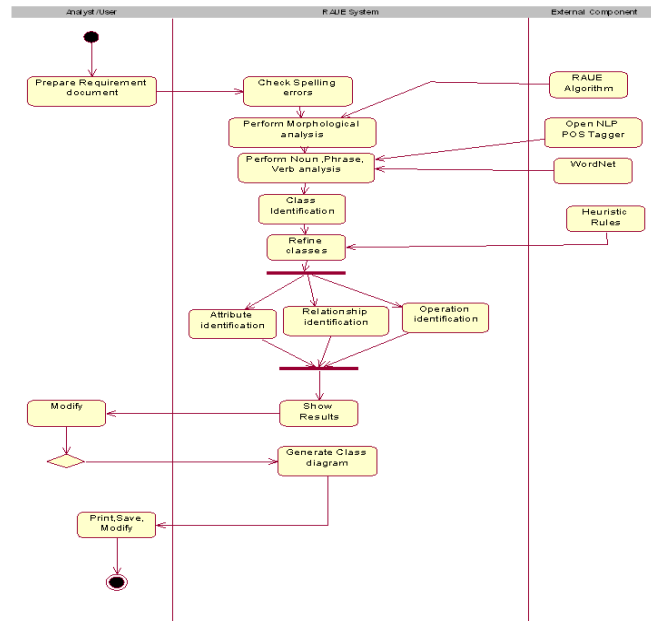 Analyst/User
RAUE System
External Component
Prepare Requirement
document
Check Spelling
errors
RAUE
Algorithm
Perform Morphological
analysis
Open NLP
POS Tagger
Perform Noun ,Phrase,
Verb analysis
WordNet
Class
Identification
Heuristic
Rules
Refine
classes
Attribute
identification
Relationship
identification
Operation
identification
Modify
Show
Results
Generate Class
diagram
Print,Save,
Modify